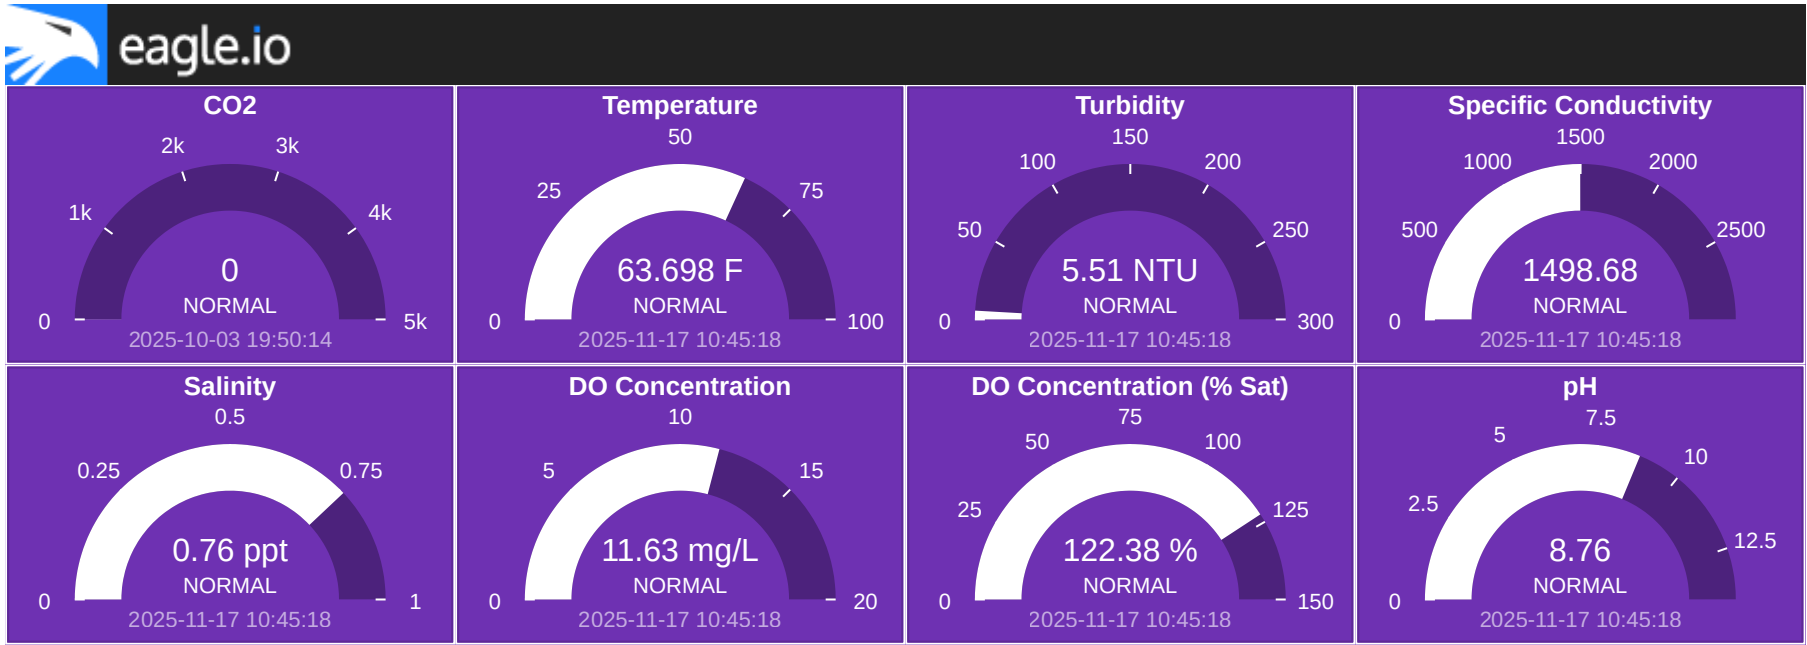 eagle.io
CO2
2k
3k
1k
4k
0
NORMAL
0
5k
2025-10-03 19:50:14
Temperature
50
25
75
63.698 F
NORMAL
0
100
2025-11-17 10:45:18
Turbidity
150
100
200
50
250
5.51 NTU
NORMAL
0
300
2025-11-17 10:45:18
Specific Conductivity
1500
1000
2000
500
2500
1498.68
NORMAL
0
2025-11-17 10:45:18
Salinity
0.5
0.25
0.75
0.76 ppt
NORMAL
0
1
2025-11-17 10:45:18
DO Concentration
10
5
15
11.63 mg/L
NORMAL
0
20
2025-11-17 10:45:18
DO Concentration (% Sat)
75
50
100
25
125
122.38 %
NORMAL
0
150
2025-11-17 10:45:18
pH
7.5
5
10
2.5
12.5
8.76
NORMAL
0
2025-11-17 10:45:18